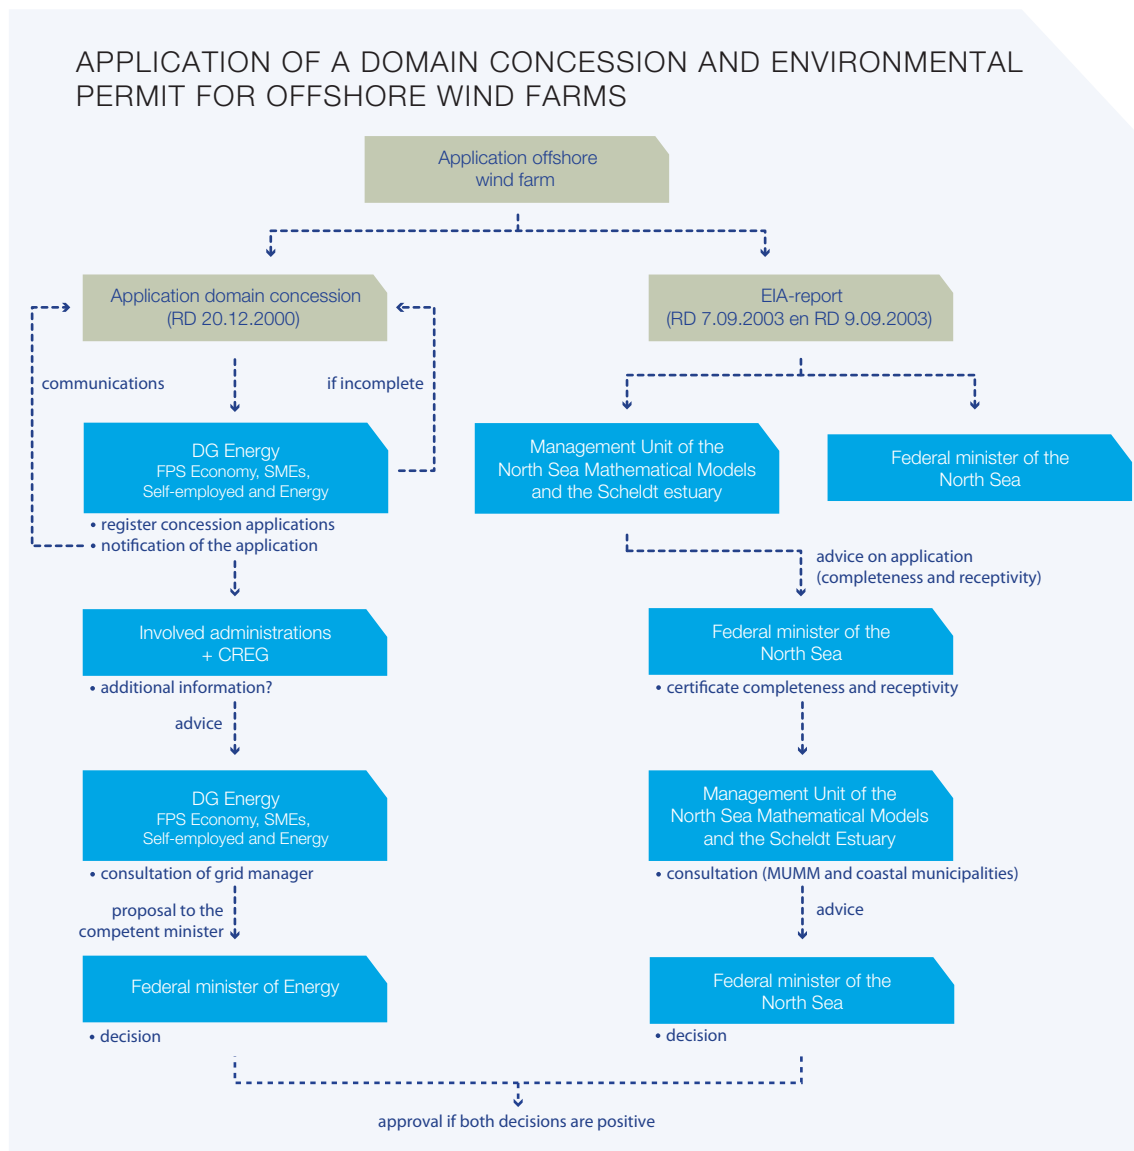 APPLICATION OF A DOMAIN CONCESSION AND ENVIRONMENTAL
PERMIT FOR OFFSHORE WIND FARMS
Application offshore
wind farm
Application domain concession
(RD 20.12.2000)
EIA-report
(RD 7.09.2003 en RD 9.09.2003)
communications
if incomplete
DG Energy
FPS Economy, SMEs,
Self-employed and Energy
• register concession applications
• notification of the application
Management Unit of the
North Sea Mathematical Models
and the Scheldt estuary
Federal minister of the
North Sea
advice on application
(completeness and receptivity)
Involved administrations
+ CREG
• additional information?
advice
Federal minister of the
North Sea
• certificate completeness and receptivity
DG Energy
FPS Economy, SMEs,
Self-employed and Energy
• consultation of grid manager
proposal to the
competent minister
Management Unit of the
North Sea Mathematical Models
and the Scheldt Estuary
• consultation (MUMM and coastal municipalities)
advice
Federal minister of Energy
• decision
Federal minister of the
North Sea
• decision
approval if both decisions are positive